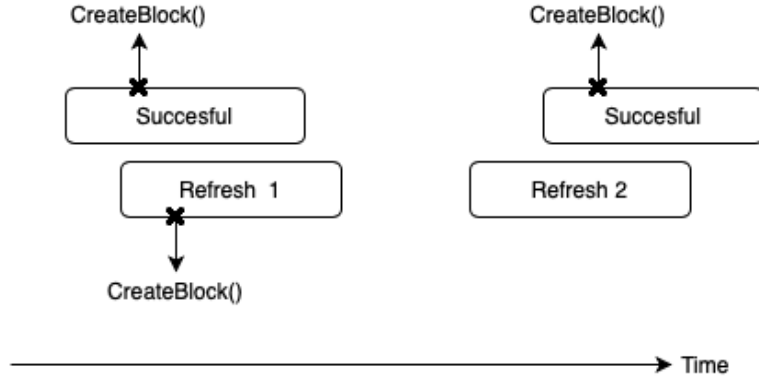 CreateBlock() CreateBlock()
Succesful Succesful
Refresh 1 Refresh 2
CreateBlock()
Time